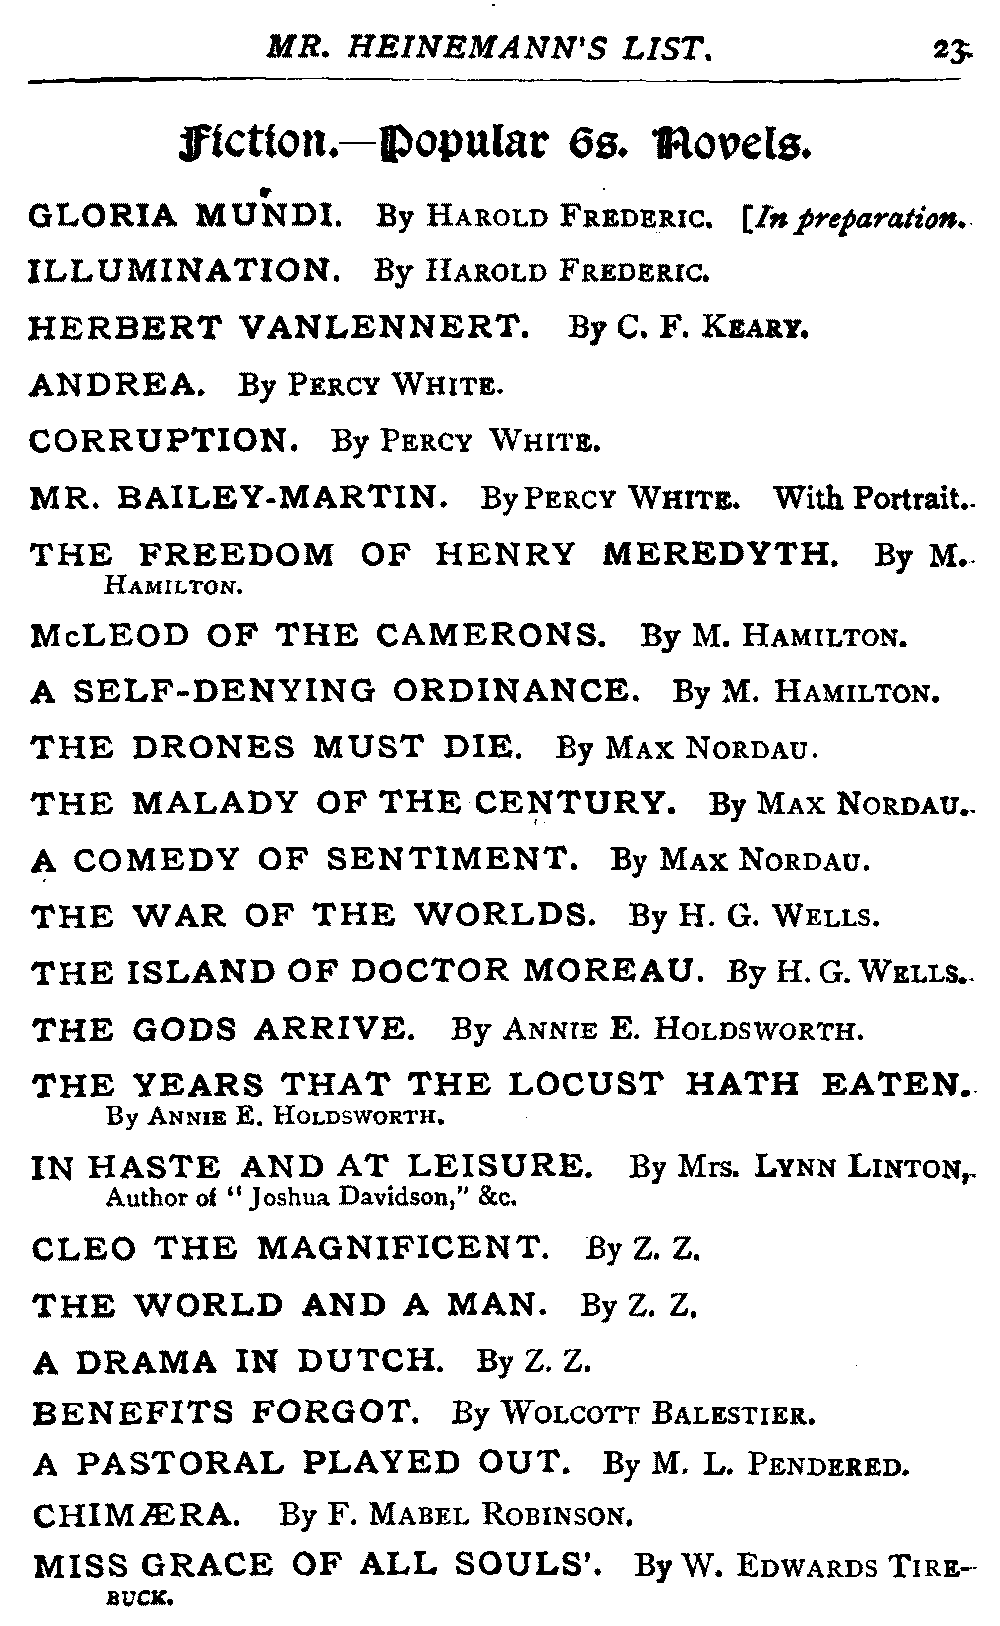 MR. HEINEMANN'S LIST. 23
Fiction.—Popular 6s. Novels.
GLORIA MUNDI. By HAROLD FREDERIC. [In preparation.
ILLUMINATION. By HAROLD FREDERIC.
HERBERT VANLENNERT. By C. F. KEARY.
ANDREA. By PERCY WHITE.
CORRUPTION. By PERCY WHITE.
MR. BAILEY-MARTIN. By PERCY WHITE. With Portrait.
THE FREEDOM OF HENRY MEREDYTH. By M.
HAMILTON.
McLEOD OF THE CAMERONS. By M. HAMILTON.
A SELF-DENYING ORDINANCE. By M. HAMILTON.
THE DRONES MUST DIE. By MAX NORDAU.
THE MALADY OF THE CENTURY. By MAX NORDAU.
A COMEDY OF SENTIMENT. By MAX NORDAU.
THE WAR OF THE WORLDS. By H. G. WELLS.
THE ISLAND OF DOCTOR MOREAU. By H. G. WELLS.
THE GODS ARRIVE. By ANNIE E. HOLDSWORTH.
THE YEARS THAT THE LOCUST HATH EATEN.
By ANNIE E. HOLDSWORTH.
IN HASTE AND AT LEISURE. By Mrs. LYNN LINTON,
Author of "Joshua Davidson," &c.
CLEO THE MAGNIFICENT. By Z. Z.
THE WORLD AND A MAN. By Z. Z.
A DRAMA IN DUTCH. By Z. Z.
BENEFITS FORGOT. By WOLCOTT BALESTIER.
A PASTORAL PLAYED OUT. By M. L. PENDERED.
CHIMÆRA. By F. MABEL ROBINSON.
MISS GRACE OF ALL SOULS'. By W. EDWARDS TIRE-
BUCK.